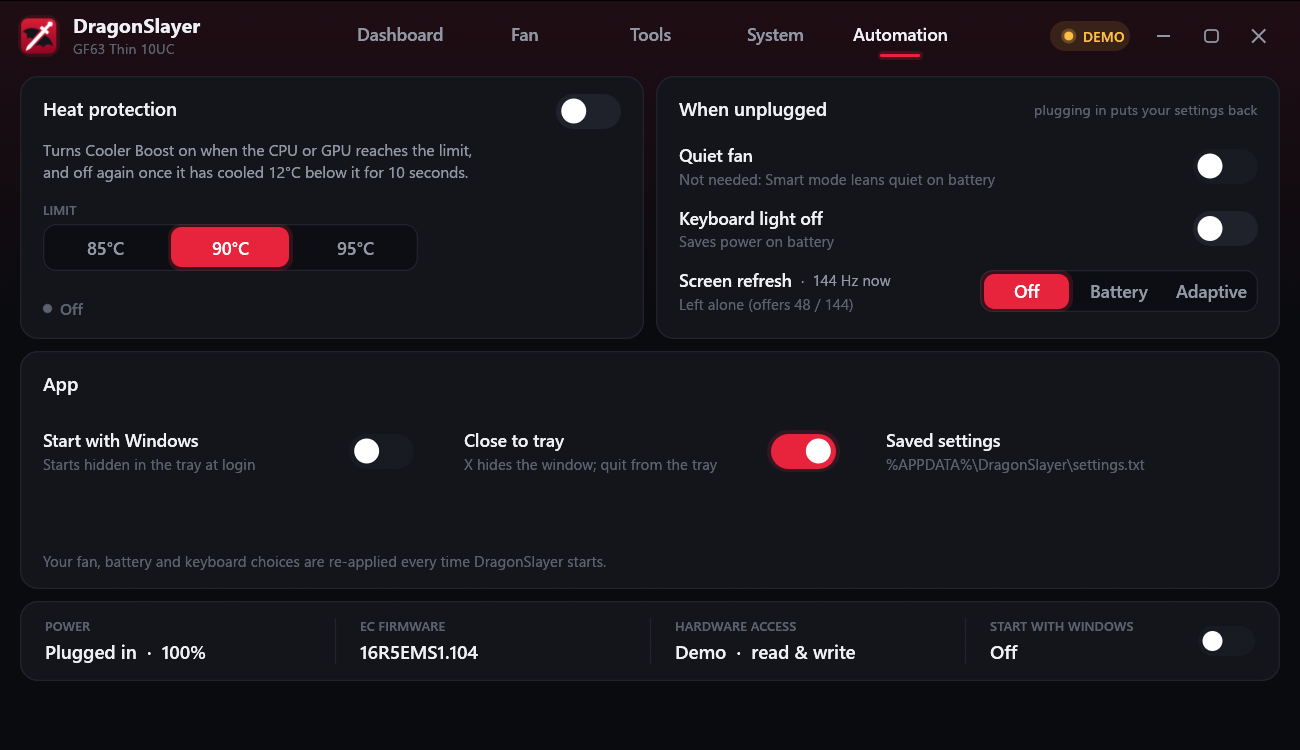 DragonSlayer
GF63 Thin 10UC
Dashboard
Fan
Tools
System
Automation
DEMO
Heat protection
Turns Cooler Boost on when the CPU or GPU reaches the limit,
and off again once it has cooled 12°C below it for 10 seconds.
LIMIT
85°C
90°C
95°C
Off
When unplugged
plugging in puts your settings back
Quiet fan
Not needed: Smart mode leans quiet on battery
Keyboard light off
Saves power on battery
Screen refresh · 144 Hz now
Left alone (offers 48 / 144)
Off
Battery
Adaptive
App
Start with Windows
Starts hidden in the tray at login
Close to tray
X hides the window; quit from the tray
Saved settings
%APPDATA%\DragonSlayer\settings.txt
Your fan, battery and keyboard choices are re-applied every time DragonSlayer starts.
POWER
Plugged in · 100%
EC FIRMWARE
16R5EMS1.104
HARDWARE ACCESS
Demo · read & write
START WITH WINDOWS
Off